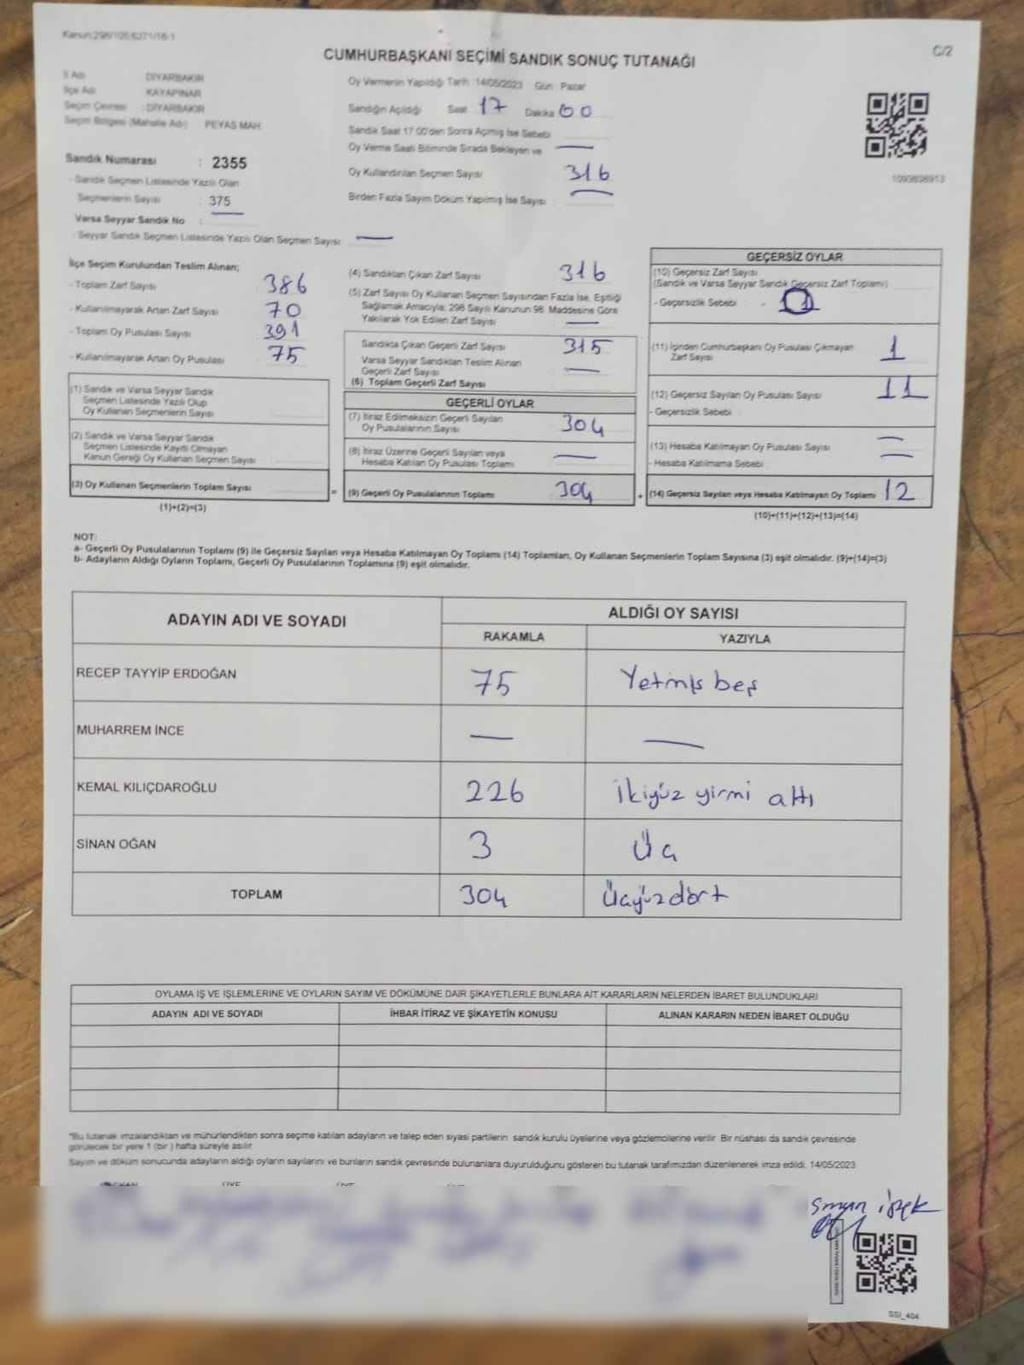 Kanun:298/105,6271/16-1
C/2
CUMHURBAŞKANI SEÇİMİ SANDIK SONUÇ TUTANAĞI
İl Adı DİYARBAKIR
İlçe Adı KAYAPINAR
Seçim Çevresi : DİYARBAKIR
Seçim Bölgesi (Mahalle Adı) PEYAS MAH.
Sandık Numarası : 2355
- Sandık Seçmen Listesinde Yazılı Olan
Seçmenlerin Sayısı : 375
Varsa Seyyar Sandık No :
- Seyyar Sandık Seçmen Listesinde Yazılı Olan Seçmen Sayısı —
Oy Vermenin Yapıldığı Tarih :14/05/2023 Gün : Pazar
Sandığın Açıldığı Saat : 17 Dakika 00
Sandık Saat 17:00'den Sonra Açılmış İse Sebebi
Oy Verme Saati Bitiminde Sırada Bekleyen ve —
Oy Kullandırılan Seçmen Sayısı 316
Birden Fazla Sayım Döküm Yapılmış İse Sayısı —
1090898913
İlçe Seçim Kurulundan Teslim Alınan;
- Toplam Zarf Sayısı 386
- Kullanılmayarak Artan Zarf Sayısı 70
- Toplam Oy Pusulası Sayısı 391
- Kullanılmayarak Artan Oy Pusulası 75
(1) Sandık ve Varsa Seyyar Sandık
Seçmen Listesinde Yazılı Olup
Oy Kullanan Seçmenlerin Sayısı
(2) Sandık ve Varsa Seyyar Sandık
Seçmen Listesinde Kayıtlı Olmayan
Kanun Gereği Oy Kullanan Seçmen Sayısı
(3) Oy Kullanan Seçmenlerin Toplam Sayısı
(1)+(2)=(3)
=
(4) Sandıktan Çıkan Zarf Sayısı 316
(5) Zarf Sayısı Oy Kullanan Seçmen Sayısından Fazla İse, Eşitliği
Sağlamak Amacıyla; 298 Sayılı Kanunun 98. Maddesine Göre
Yakılarak Yok Edilen Zarf Sayısı —
Sandıkta Çıkan Geçerli Zarf Sayısı 315
Varsa Seyyar Sandıktan Teslim Alınan
Geçerli Zarf Sayısı —
(6) Toplam Geçerli Zarf Sayısı
GEÇERLİ OYLAR
(7) İtiraz Edilmeksizin Geçerli Sayılan
Oy Pusulalarının Sayısı 304
(8) İtiraz Üzerine Geçerli Sayılan veya
Hesaba Katılan Oy Pusulası Toplamı —
(9) Geçerli Oy Pusulalarının Toplamı 304
+
GEÇERSİZ OYLAR
(10) Geçersiz Zarf Sayısı
(Sandık ve Varsa Seyyar Sandık Geçersiz Zarf Toplamı)
- Geçersizlik Sebebi -
(11) İçinden Cumhurbaşkanı Oy Pusulası Çıkmayan
Zarf Sayısı 1
(12) Geçersiz Sayılan Oy Pusulası Sayısı 11
- Geçersizlik Sebebi :
(13) Hesaba Katılmayan Oy Pusulası Sayısı —
- Hesaba Katılmama Sebebi —
(14) Geçersiz Sayılan veya Hesaba Katılmayan Oy Toplamı 12
(10)+(11)+(12)+(13)=(14)
NOT:
a- Geçerli Oy Pusulalarının Toplamı (9) ile Geçersiz Sayılan veya Hesaba Katılmayan Oy Toplamı (14) Toplamları, Oy Kullanan Seçmenlerin Toplam Sayısına (3) eşit olmalıdır. (9)+(14)=(3)
b- Adayların Aldığı Oyların Toplamı, Geçerli Oy Pusulalarının Toplamına (9) eşit olmalıdır.
ADAYIN ADI VE SOYADI
ALDIĞI OY SAYISI
RAKAMLA YAZIYLA
RECEP TAYYİP ERDOĞAN 75 Yetmiş beş
MUHARREM İNCE — —
KEMAL KILIÇDAROĞLU 226 İkiyüz yirmi altı
SİNAN OĞAN 3 Üç
TOPLAM 304 Üçyüzdört
OYLAMA İŞ VE İŞLEMLERİNE VE OYLARIN SAYIM VE DÖKÜMÜNE DAİR ŞİKAYETLERLE BUNLARA AİT KARARLARIN NELERDEN İBARET BULUNDUKLARI
ADAYIN ADI VE SOYADI İHBAR İTİRAZ VE ŞİKAYETİN KONUSU ALINAN KARARIN NEDEN İBARET OLDUĞU
*Bu tutanak imzalandıktan ve mühürlendikten sonra seçime katılan adayların ve talep eden siyasi partilerin sandık kurulu üyelerine veya gözlemcilerine verilir. Bir nüshası da sandık çevresinde
görülecek bir yere 1 (bir ) hafta süreyle asılır.
Sayım ve döküm sonucunda adayların aldığı oyların sayılarını ve bunların sandık çevresinde bulunanlara duyurulduğunu gösteren bu tutanak tarafımızdan düzenlenerek imza edildi. 14/05/2023
SSİ_404